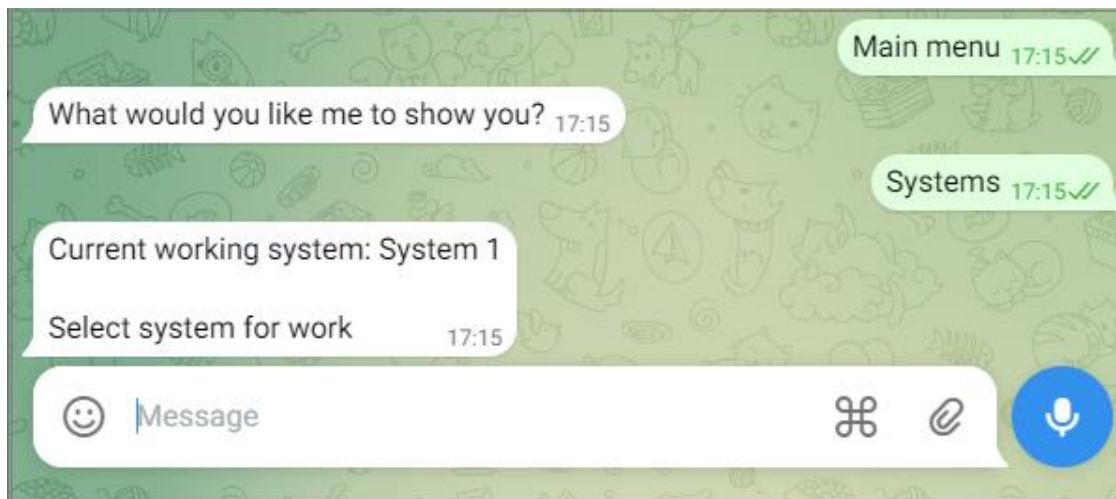 Main menu 17:15
What would you like me to show you? 17:15
Systems 17:15
Current working system: System 1
Select system for work 17:15
Message